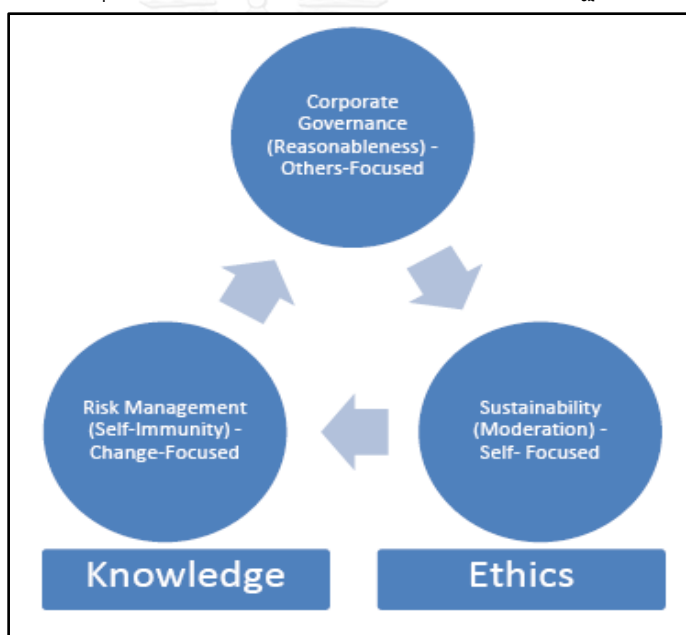 Corporate
Governance
(Reasonableness) -
Others-Focused
Risk Management
(Self-Immunity) -
Change-Focused
Sustainability
(Moderation) -
Self- Focused
Knowledge
Ethics